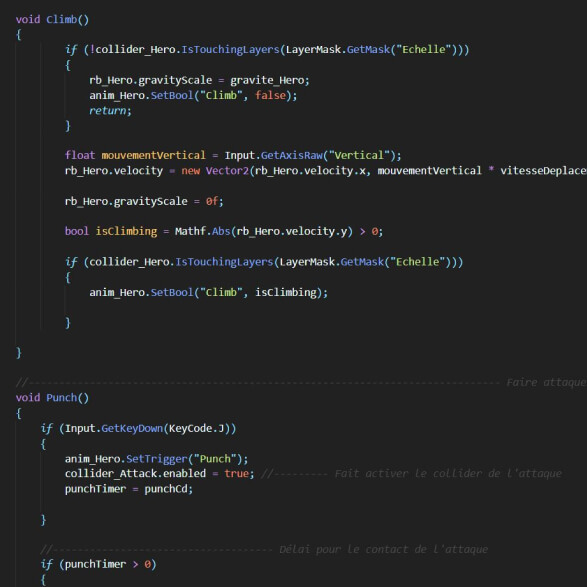 void Climb()
{
if (!collider_Hero.IsTouchingLayers(LayerMask.GetMask("Echelle")))
{
rb_Hero.gravityScale = gravite_Hero;
anim_Hero.SetBool("Climb", false);
return;
}
float mouvementVertical = Input.GetAxisRaw("Vertical");
rb_Hero.velocity = new Vector2(rb_Hero.velocity.x, mouvementVertical * vitesseDeplace
rb_Hero.gravityScale = 0f;
bool isClimbing = Mathf.Abs(rb_Hero.velocity.y) > 0;
if (collider_Hero.IsTouchingLayers(LayerMask.GetMask("Echelle")))
{
anim_Hero.SetBool("Climb", isClimbing);
}
}
//--------------------------------------------------------------------------- Faire attaque
void Punch()
{
if (Input.GetKeyDown(KeyCode.J))
{
anim_Hero.SetTrigger("Punch");
collider_Attack.enabled = true; //--------- Fait activer le collider de l'attaque
punchTimer = punchCd;
}
//----------------------------------- Délai pour le contact de l'attaque
if (punchTimer > 0)
{